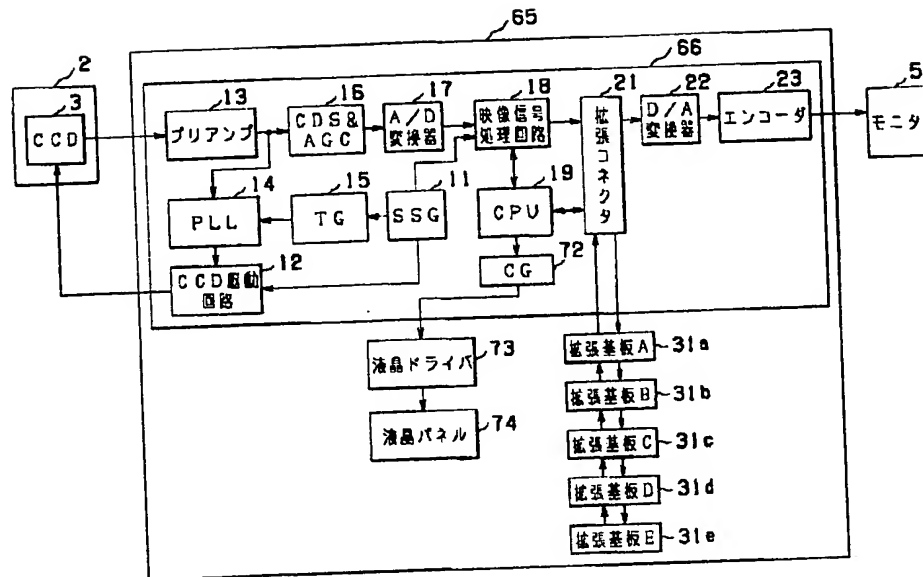 65
66
2
3
CCD
13
プリアンプ
16
CDS&
AGC
17
A/D
変換器
18
映像信号
処理回路
21
拡張コネクタ
22
D/A
変換器
23
エンコーダ
5
モニタ
14
PLL
15
TG
11
SSG
19
CPU
12
CCD駆動
回路
72
CG
73
液晶ドライバ
74
液晶パネル
拡張基板A
31a
拡張基板B
31b
拡張基板C
31c
拡張基板D
31d
拡張基板E
31e